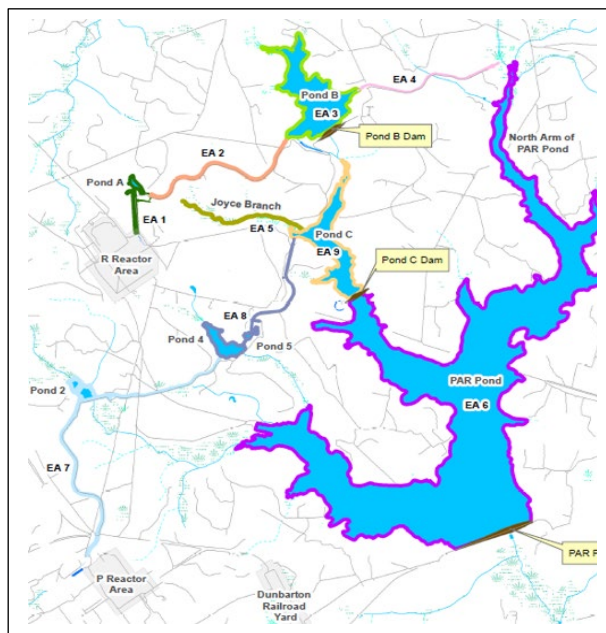 EA 4
Pond B
EA 3
Pond B Dam
North Arm of
PAR Pond
EA 2
Pond A
EA 1
Joyce Branch
EA 5
Pond C
EA 9
Pond C Dam
R Reactor
Area
EA 8
Pond 4
Pond 5
PAR Pond
EA 6
Pond 2
EA 7
PAR P
P Reactor
Area
Dunbarton
Railroad
Yard